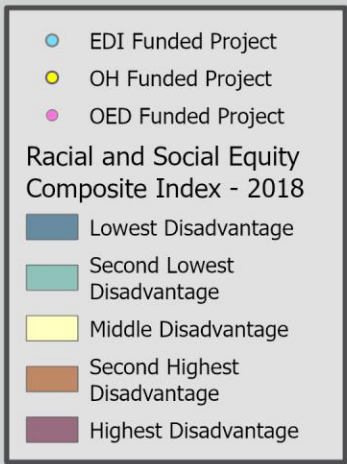 EDI Funded Project
OH Funded Project
OED Funded Project
Racial and Social Equity
Composite Index - 2018
Lowest Disadvantage
Second Lowest
Disadvantage
Middle Disadvantage
Second Highest
Disadvantage
Highest Disadvantage